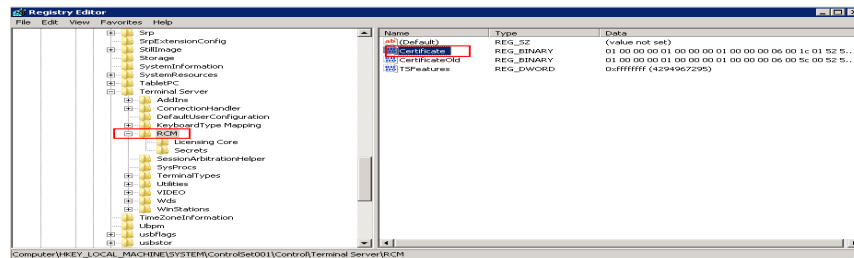 Registry Editor
File Edit View Favorites Help
Srp
SrpExtensionConfig
StillImage
Storage
SystemInformation
SystemResources
TabletPC
Terminal Server
AddIns
ConnectionHandler
DefaultUserConfiguration
KeyboardType Mapping
RCM
Licensing Core
Secrets
SessionArbitrationHelper
SysProcs
TerminalTypes
Utilities
VIDEO
Wds
WinStations
TimeZoneInformation
Ubpm
usbflags
usbstor
Name Type Data
(Default) REG_SZ (value not set)
Certificate REG_BINARY 01 00 00 00 01 00 00 00 01 00 00 00 06 00 1c 01 52 5...
CertificateOld REG_BINARY 01 00 00 00 01 00 00 00 01 00 00 00 06 00 5c 00 52 5...
TSFeatures REG_DWORD 0xffffffff (4294967295)
Computer\HKEY_LOCAL_MACHINE\SYSTEM\ControlSet001\Control\Terminal Server\RCM